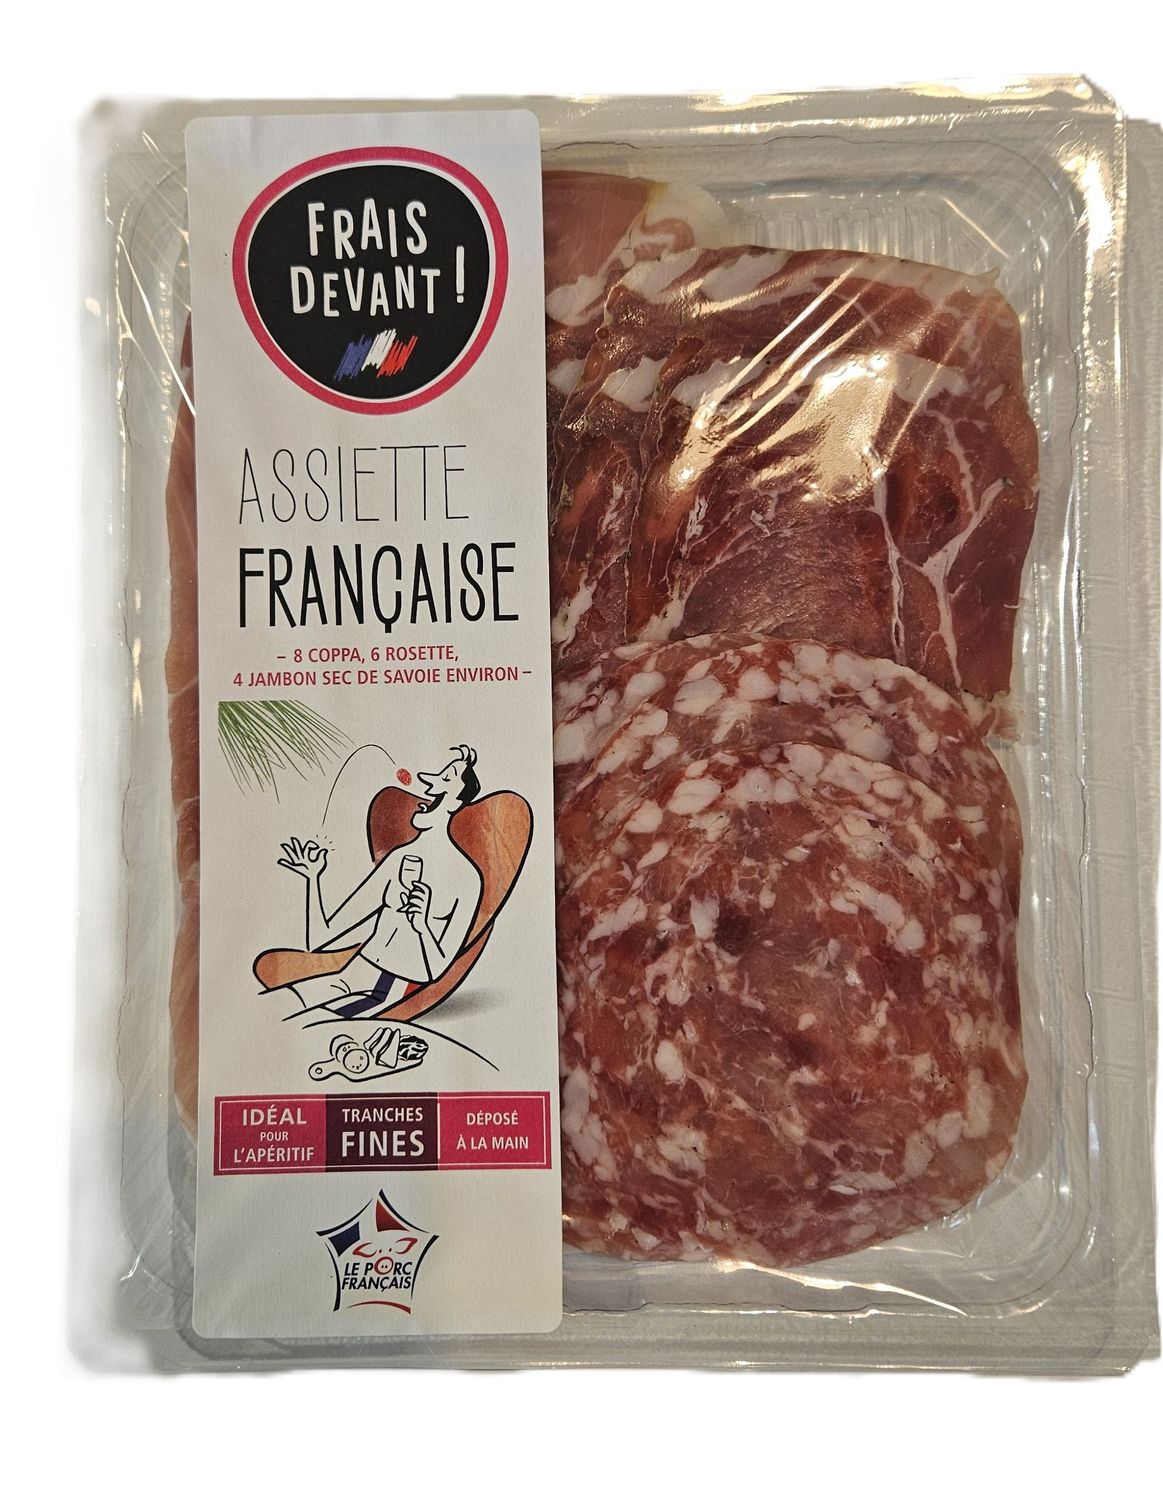 FRAIS
DEVANT !
ASSIETTE
FRANÇAISE
– 8 COPPA, 6 ROSETTE,
4 JAMBON SEC DE SAVOIE ENVIRON –
IDÉAL
POUR
L'APÉRITIF
TRANCHES
FINES
DÉPOSÉ
À LA MAIN
LE PORC
FRANÇAIS